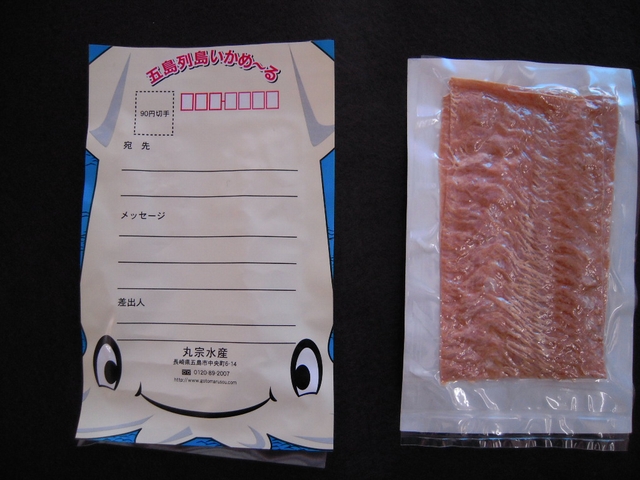 五島列島いかめ～る
90円切手
宛 先
メッセージ
差出人
丸宗水産
長崎県五島市中央町6-14
0120-89-2007